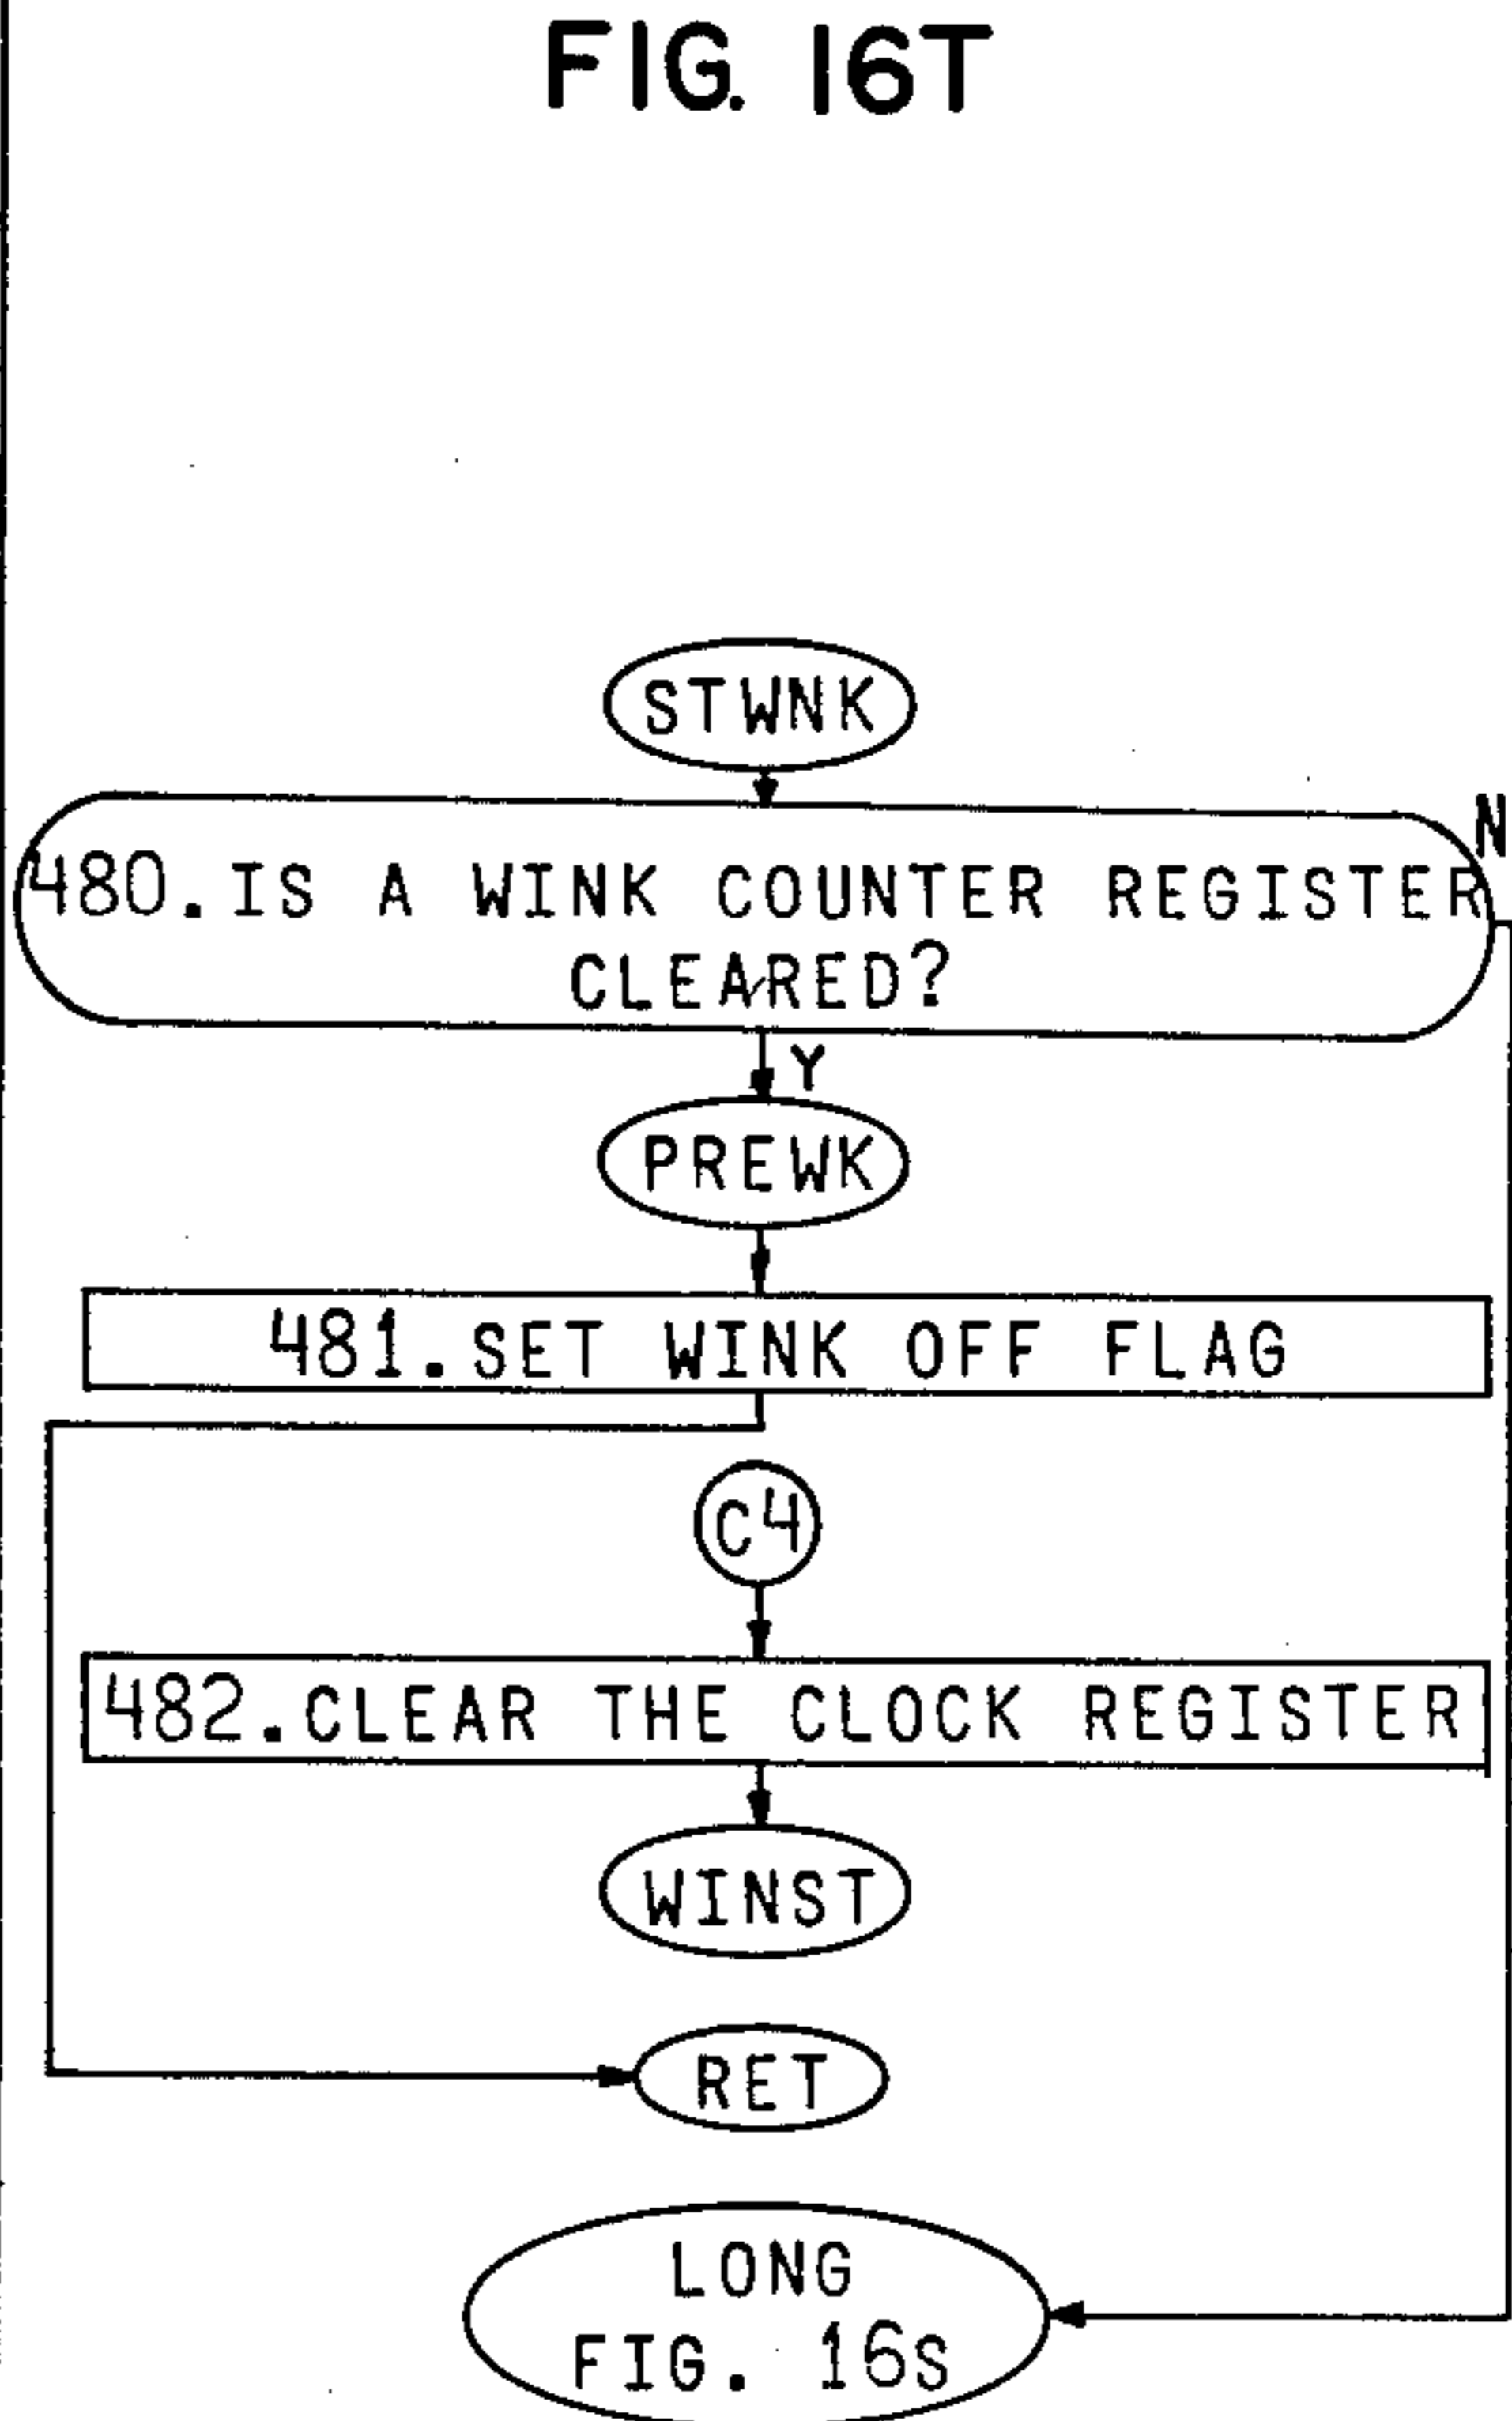 FIG. 16T
STWNK
N
480.IS A WINK COUNTER REGISTER
CLEARED?
Y
PREWK
481.SET WINK OFF FLAG
C4
482.CLEAR THE CLOCK REGISTER
WINST
RET
LONG
FIG. 16S